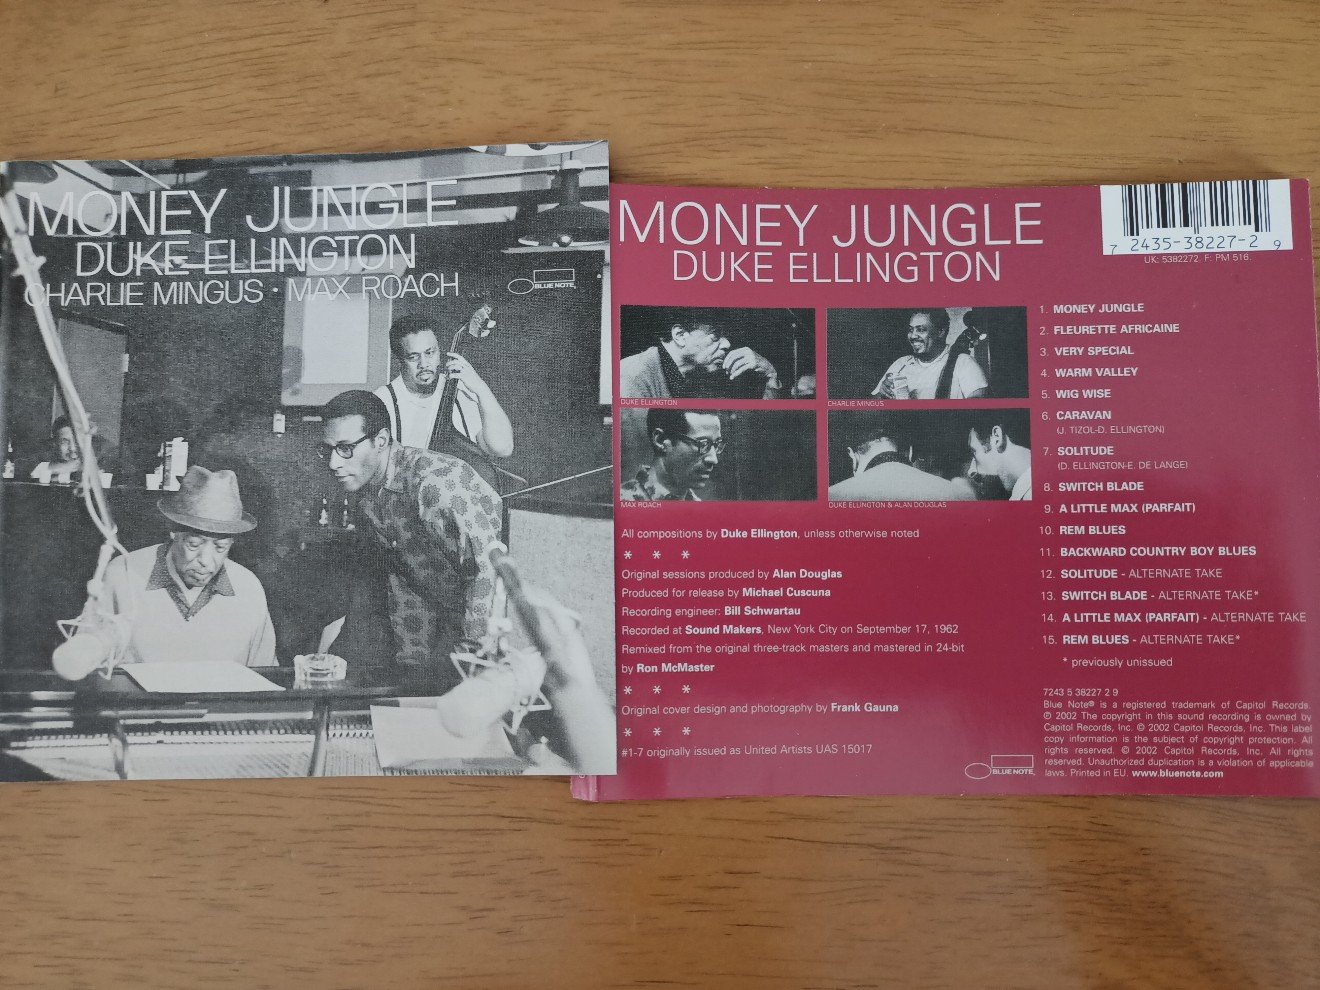 MONEY JUNGLE
DUKE ELLINGTON
CHARLIE MINGUS · MAX ROACH
BLUE NOTE
MONEY JUNGLE
DUKE ELLINGTON
7 2435-38227-2 9
UK: 5382272. F: PM 516.
DUKE ELLINGTON
CHARLIE MINGUS
MAX ROACH
DUKE ELLINGTON & ALAN DOUGLAS
All compositions by Duke Ellington, unless otherwise noted
* * *
Original sessions produced by Alan Douglas
Produced for release by Michael Cuscuna
Recording engineer: Bill Schwartau
Recorded at Sound Makers, New York City on September 17, 1962
Remixed from the original three-track masters and mastered in 24-bit
by Ron McMaster
* * *
Original cover design and photography by Frank Gauna
* * *
#1-7 originally issued as United Artists UAS 15017
1. MONEY JUNGLE
2. FLEURETTE AFRICAINE
3. VERY SPECIAL
4. WARM VALLEY
5. WIG WISE
6. CARAVAN
(J. TIZOL-D. ELLINGTON)
7. SOLITUDE
(D. ELLINGTON-E. DE LANGE)
8. SWITCH BLADE
9. A LITTLE MAX (PARFAIT)
10. REM BLUES
11. BACKWARD COUNTRY BOY BLUES
12. SOLITUDE - ALTERNATE TAKE
13. SWITCH BLADE - ALTERNATE TAKE*
14. A LITTLE MAX (PARFAIT) - ALTERNATE TAKE
15. REM BLUES - ALTERNATE TAKE*
* previously unissued
7243 5 38227 2 9
Blue Note® is a registered trademark of Capitol Records.
℗ 2002 The copyright in this sound recording is owned by
Capitol Records, Inc. © 2002 Capitol Records, Inc. This label
copy information is the subject of copyright protection. All
rights reserved. © 2002 Capitol Records, Inc. All rights
reserved. Unauthorized duplication is a violation of applicable
laws. Printed in EU. www.bluenote.com
BLUE NOTE